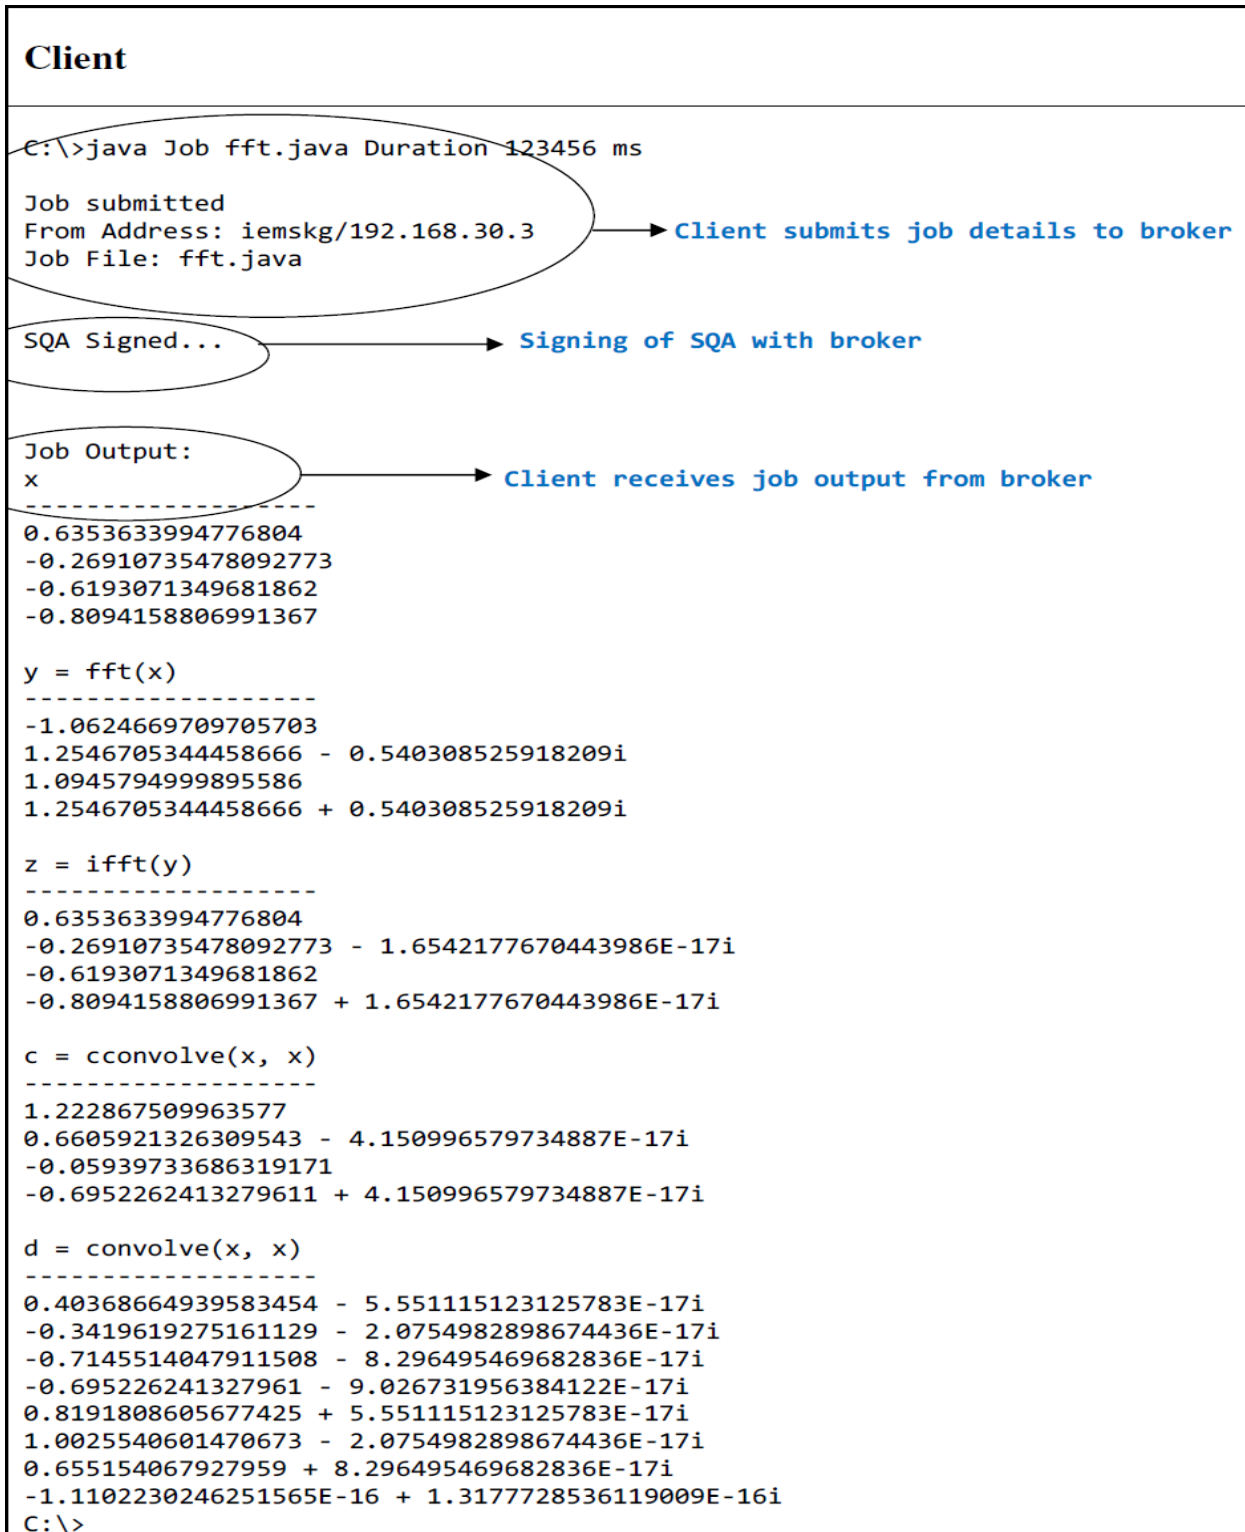 Client
C:\>java Job fft.java Duration 123456 ms
Job submitted
From Address: iemskg/192.168.30.3
Client submits job details to broker
Job File: fft.java
SQA Signed...
Signing of SQA with broker
Job Output:
x
Client receives job output from broker
-------------------
0.6353633994776804
-0.26910735478092773
-0.6193071349681862
-0.8094158806991367
y = fft(x)
-------------------
-1.0624669709705703
1.2546705344458666 - 0.540308525918209i
1.0945794999895586
1.2546705344458666 + 0.540308525918209i
z = ifft(y)
-------------------
0.6353633994776804
-0.26910735478092773 - 1.6542177670443986E-17i
-0.6193071349681862
-0.8094158806991367 + 1.6542177670443986E-17i
c = cconvolve(x, x)
-------------------
1.222867509963577
0.6605921326309543 - 4.150996579734887E-17i
-0.05939733686319171
-0.6952262413279611 + 4.150996579734887E-17i
d = convolve(x, x)
-------------------
0.40368664939583454 - 5.551115123125783E-17i
-0.3419619275161129 - 2.0754982898674436E-17i
-0.7145514047911508 - 8.296495469682836E-17i
-0.695226241327961 - 9.026731956384122E-17i
0.8191808605677425 + 5.551115123125783E-17i
1.0025540601470673 - 2.0754982898674436E-17i
0.655154067927959 + 8.296495469682836E-17i
-1.1102230246251565E-16 + 1.3177728536119009E-16i
C:\>